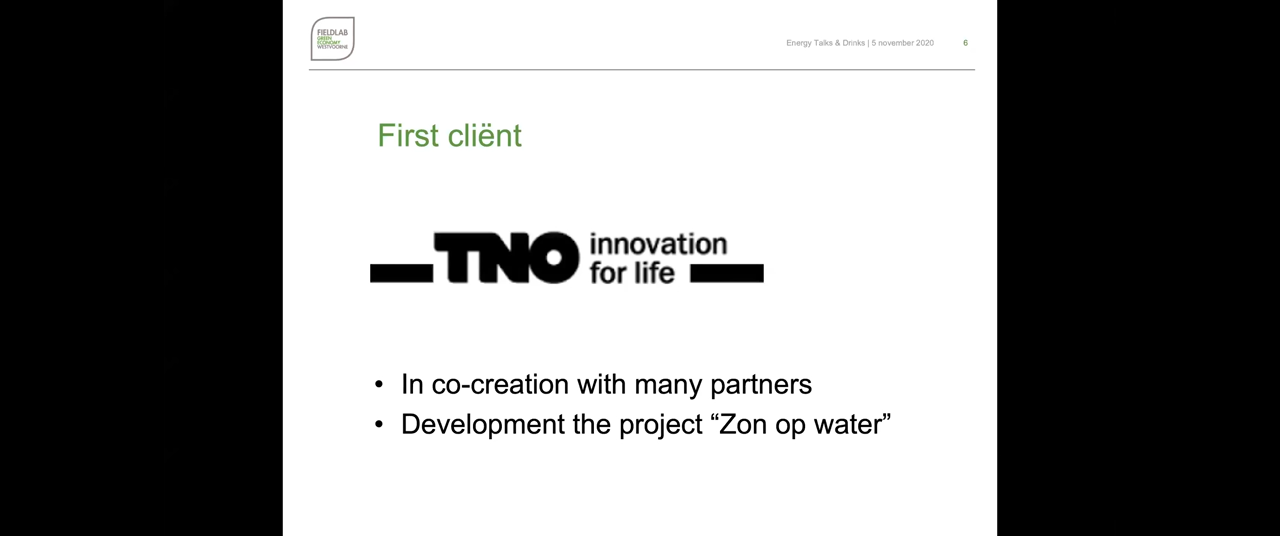 FIELDLAB
GREEN
ECONOMY
WESTVOORNE
Energy Talks & Drinks | 5 november 2020 6
First cliënt
TNO innovation
for life
• In co-creation with many partners
• Development the project “Zon op water”